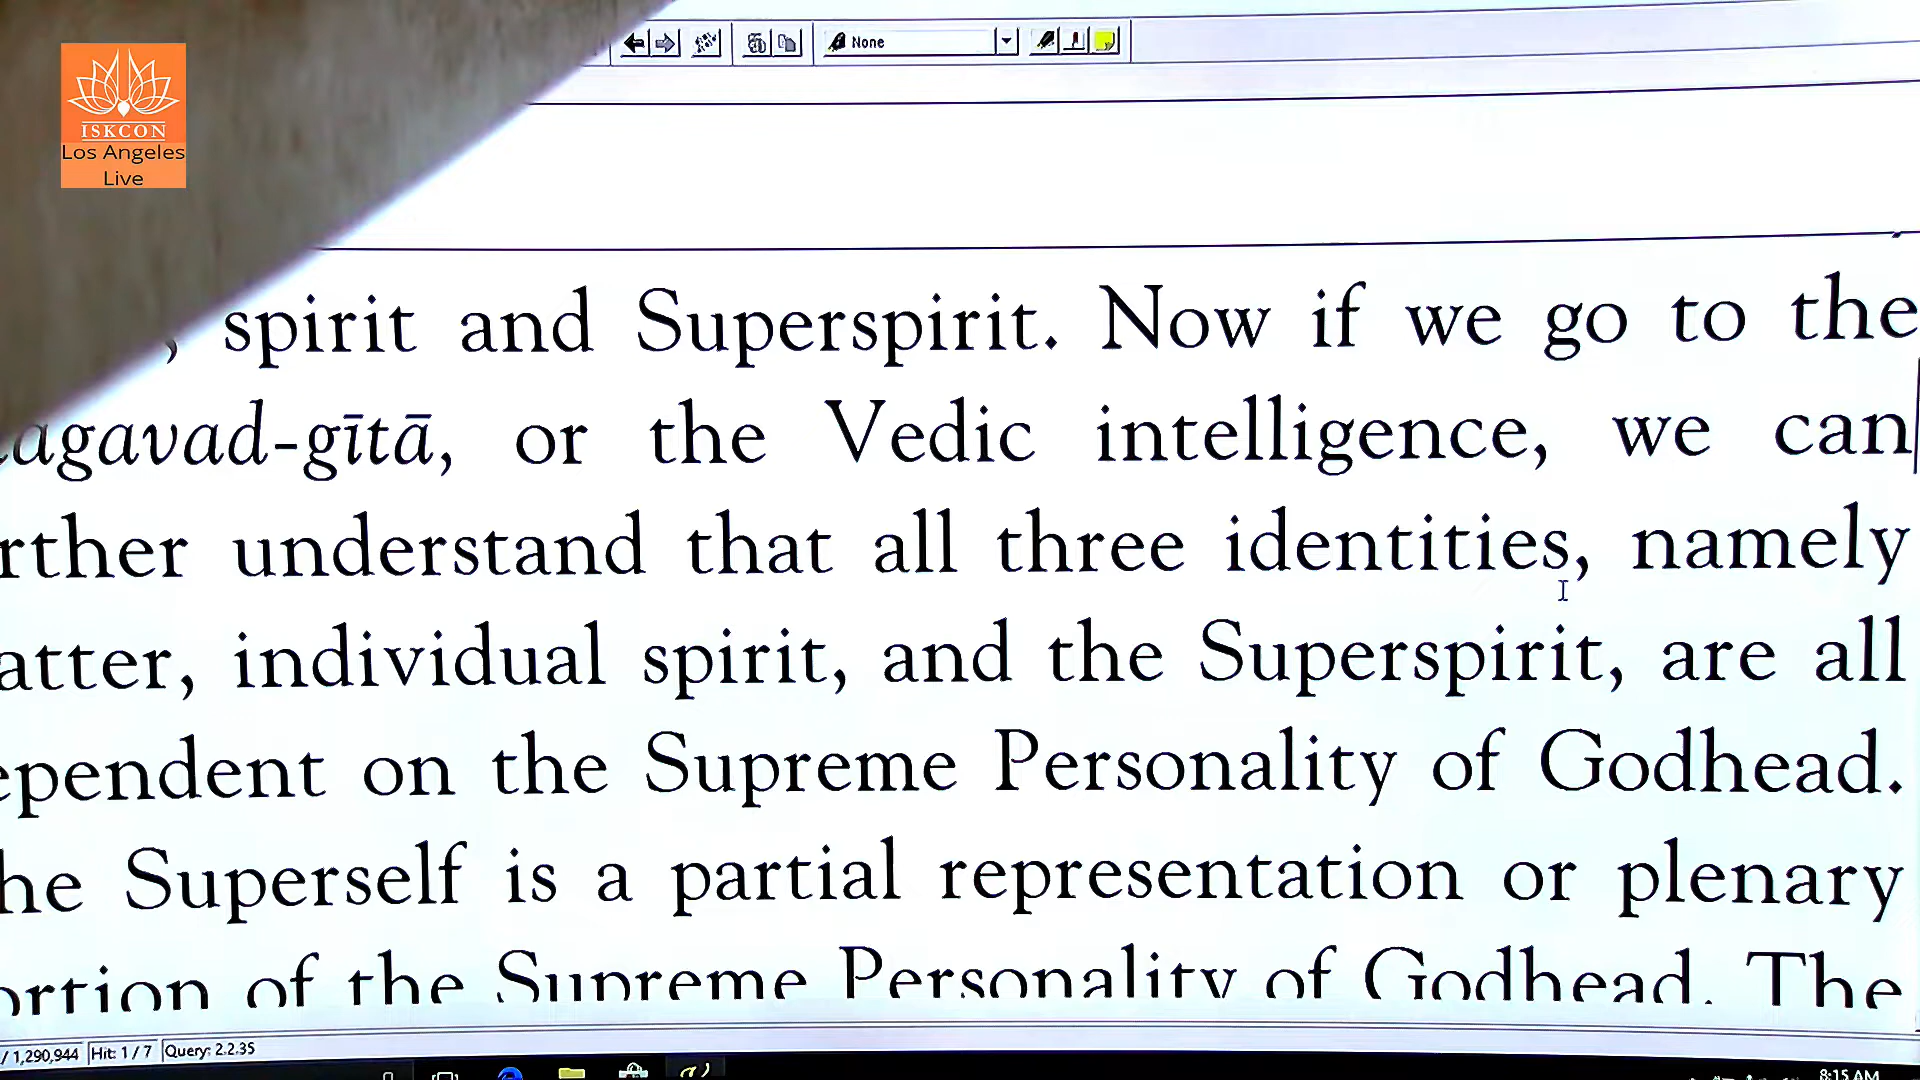 ISKCON
Los Angeles
Live
None
, spirit and Superspirit. Now if we go to the
agavad-gītā, or the Vedic intelligence, we can
rther understand that all three identities, namely
atter, individual spirit, and the Superspirit, are all
ependent on the Supreme Personality of Godhead.
he Superself is a partial representation or plenary
ortion of the Supreme Personality of Godhead. The
/ 1,290,944 Hit: 1 / 7 Query: 2.2.35
8:15 AM